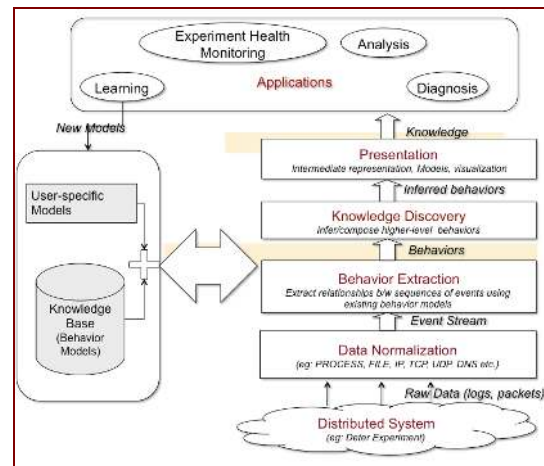 Experiment Health
Monitoring
Analysis
Applications
Learning
Diagnosis
New Models
Knowledge
Presentation
Intermediate representation, Models, visualization
Inferred behaviors
User-specific
Models
Knowledge Discovery
Infer/compose higher-level behaviors
Behaviors
Behavior Extraction
Extract relationships b/w sequences of events using
existing behavior models
Knowledge
Base
(Behavior
Models)
Event Stream
Data Normalization
(eg: PROCESS, FILE, IP, TCP, UDP, DNS etc.)
Raw Data (logs, packets)
Distributed System
(eg: Deter Experiment)